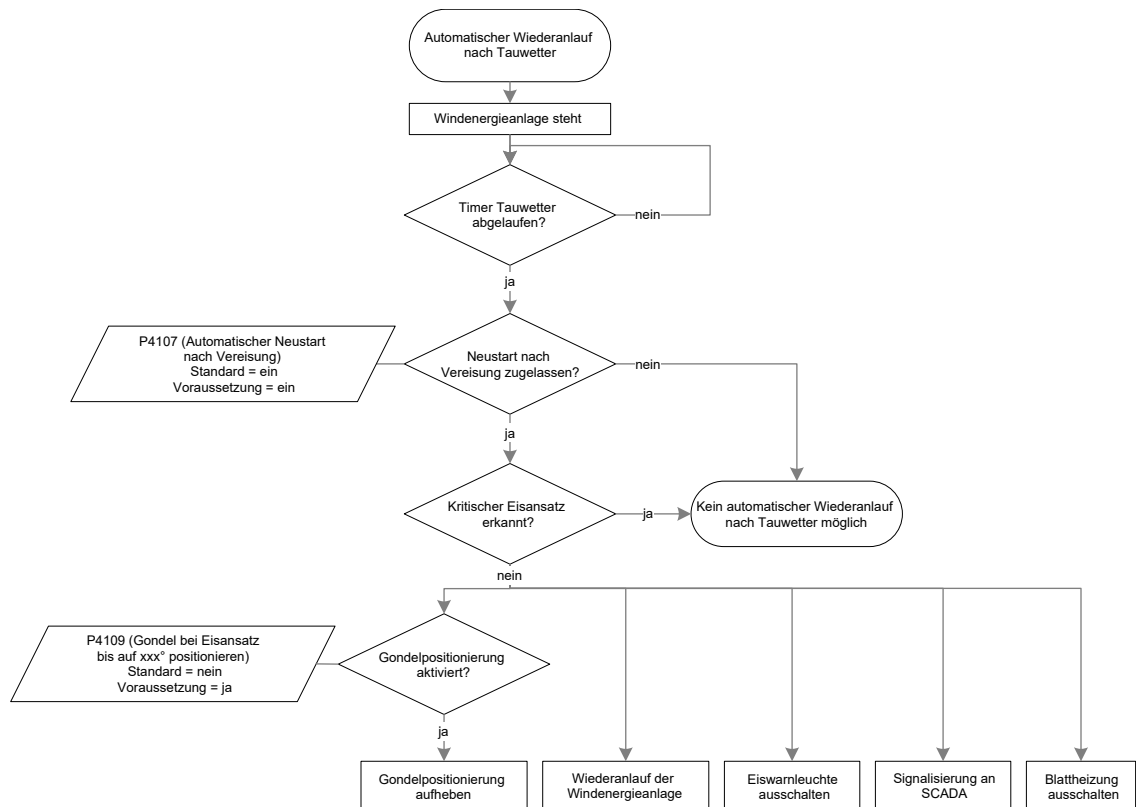 Automatischer Wiederanlauf
nach Tauwetter
Windenergieanlage steht
Timer Tauwetter
abgelaufen?
nein
ja
P4107 (Automatischer Neustart
nach Vereisung)
Standard = ein
Voraussetzung = ein
Neustart nach
Vereisung zugelassen?
nein
ja
Kritischer Eisansatz
erkannt?
ja
Kein automatischer Wiederanlauf
nach Tauwetter möglich
nein
P4109 (Gondel bei Eisansatz
bis auf xxx° positionieren)
Standard = nein
Voraussetzung = ja
Gondelpositionierung
aktiviert?
ja
Gondelpositionierung
aufheben
Wiederanlauf der
Windenergieanlage
Eiswarnleuchte
ausschalten
Signalisierung an
SCADA
Blattheizung
ausschalten